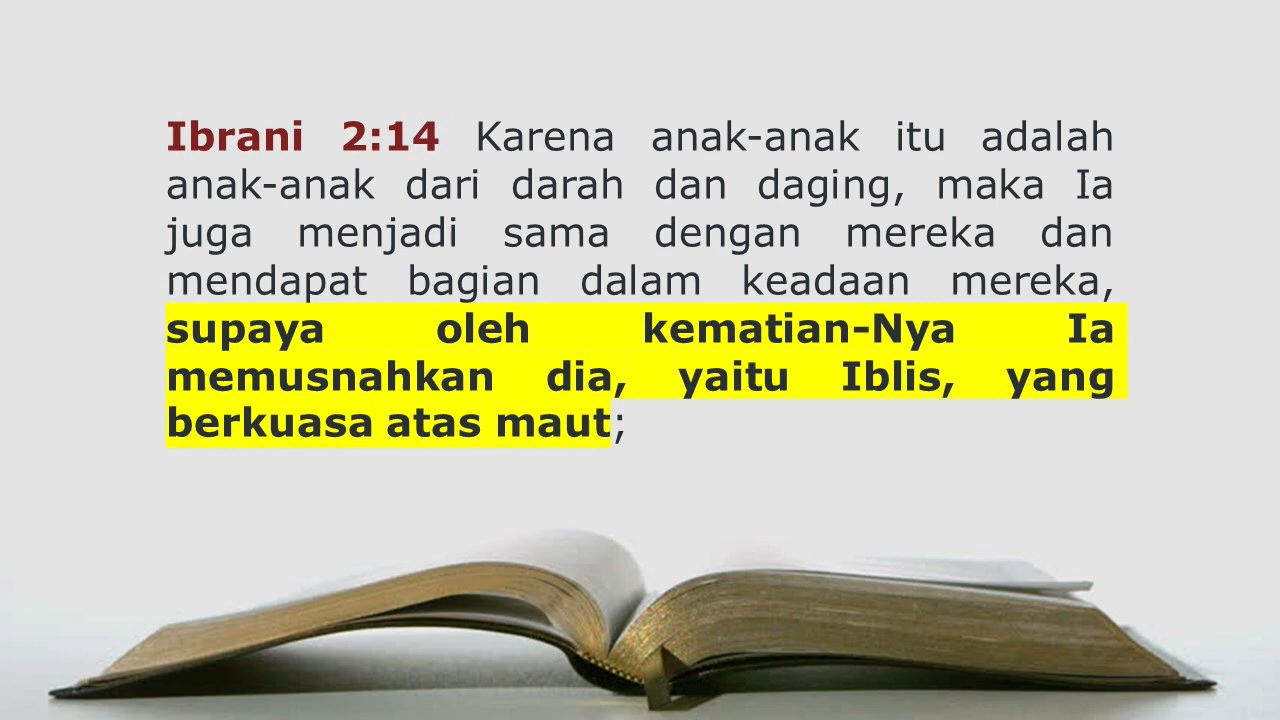 Ibrani 2:14 Karena anak-anak itu adalah
anak-anak dari darah dan daging, maka Ia
juga menjadi sama dengan mereka dan
mendapat bagian dalam keadaan mereka,
supaya oleh kematian-Nya Ia
memusnahkan dia, yaitu Iblis, yang
berkuasa atas maut;